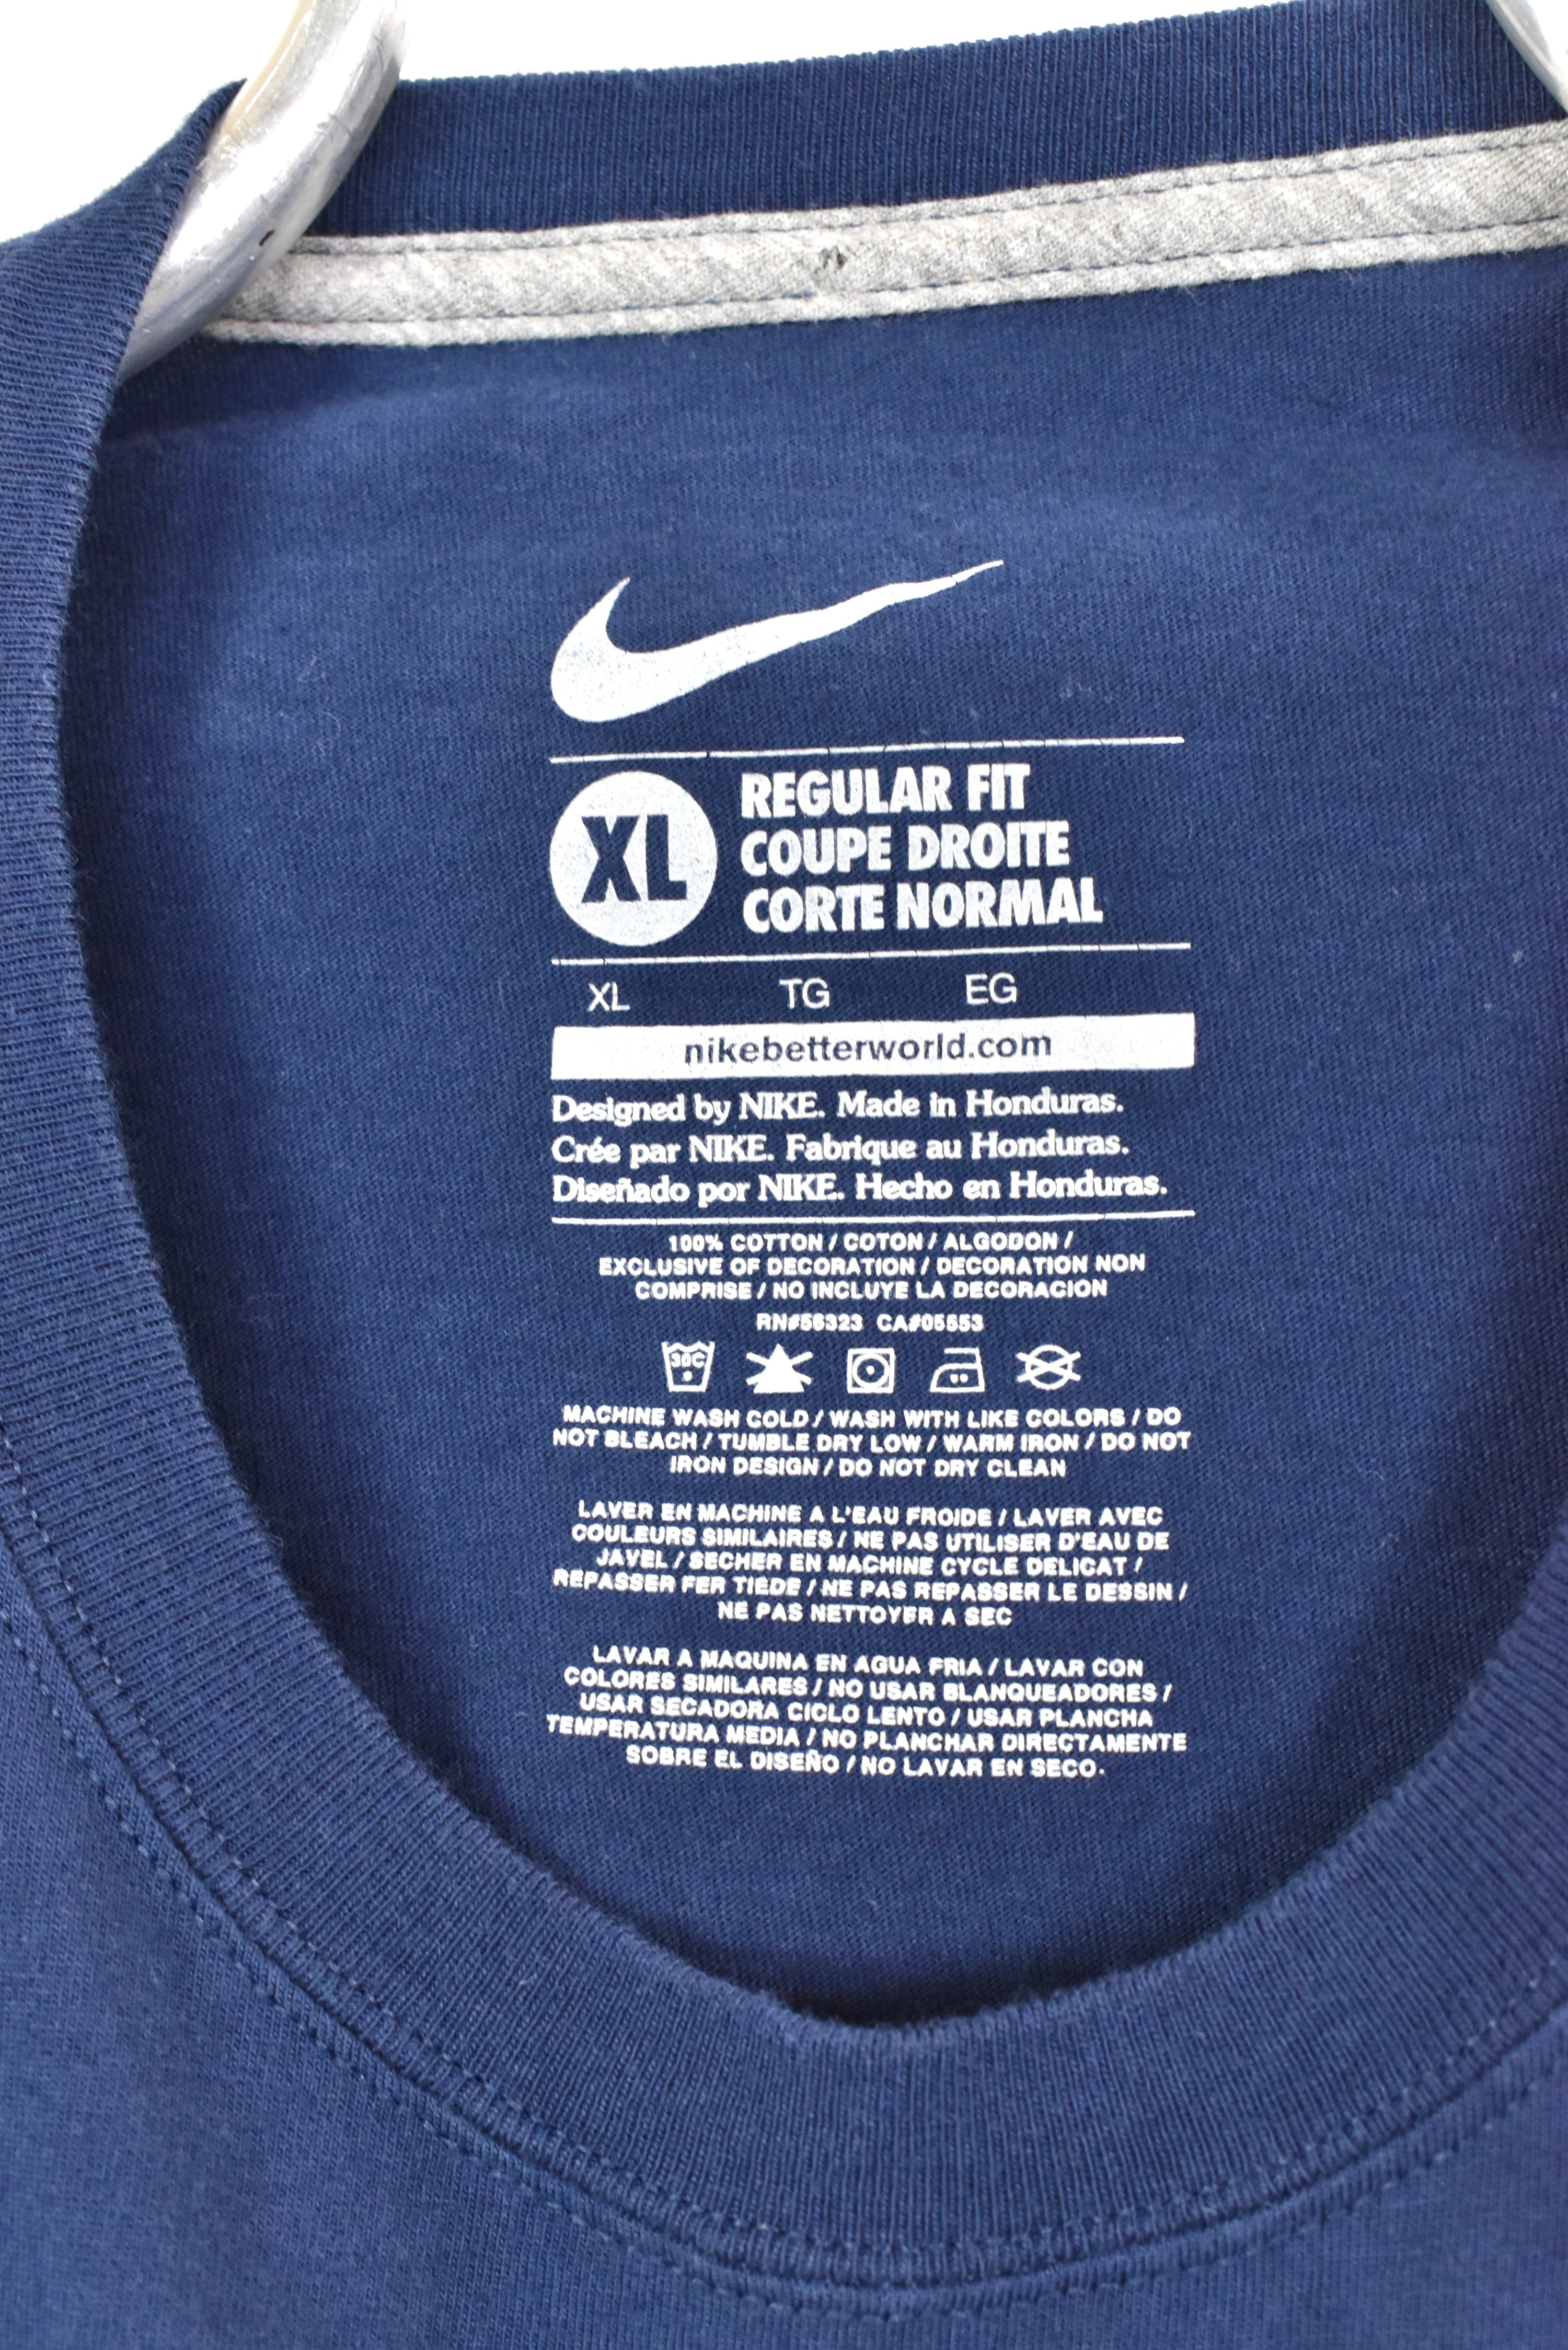 XL
REGULAR FIT
COUPE DROITE
CORTE NORMAL
XL TG EG
nikebetterworld.com
Designed by NIKE. Made in Honduras.
Crée par NIKE. Fabrique au Honduras.
Diseñado por NIKE. Hecho en Honduras.
100% COTTON / COTON / ALGODON /
EXCLUSIVE OF DECORATION / DECORATION NON
COMPRISE / NO INCLUYE LA DECORACION
RN#56323 CA#05553
30C
MACHINE WASH COLD / WASH WITH LIKE COLORS / DO
NOT BLEACH / TUMBLE DRY LOW / WARM IRON / DO NOT
IRON DESIGN / DO NOT DRY CLEAN
LAVER EN MACHINE A L'EAU FROIDE / LAVER AVEC
COULEURS SIMILAIRES / NE PAS UTILISER D'EAU DE
JAVEL / SECHER EN MACHINE CYCLE DELICAT /
REPASSER FER TIEDE / NE PAS REPASSER LE DESSIN /
NE PAS NETTOYER A SEC
LAVAR A MAQUINA EN AGUA FRIA / LAVAR CON
COLORES SIMILARES / NO USAR BLANQUEADORES /
USAR SECADORA CICLO LENTO / USAR PLANCHA
TEMPERATURA MEDIA / NO PLANCHAR DIRECTAMENTE
SOBRE EL DISEÑO / NO LAVAR EN SECO.